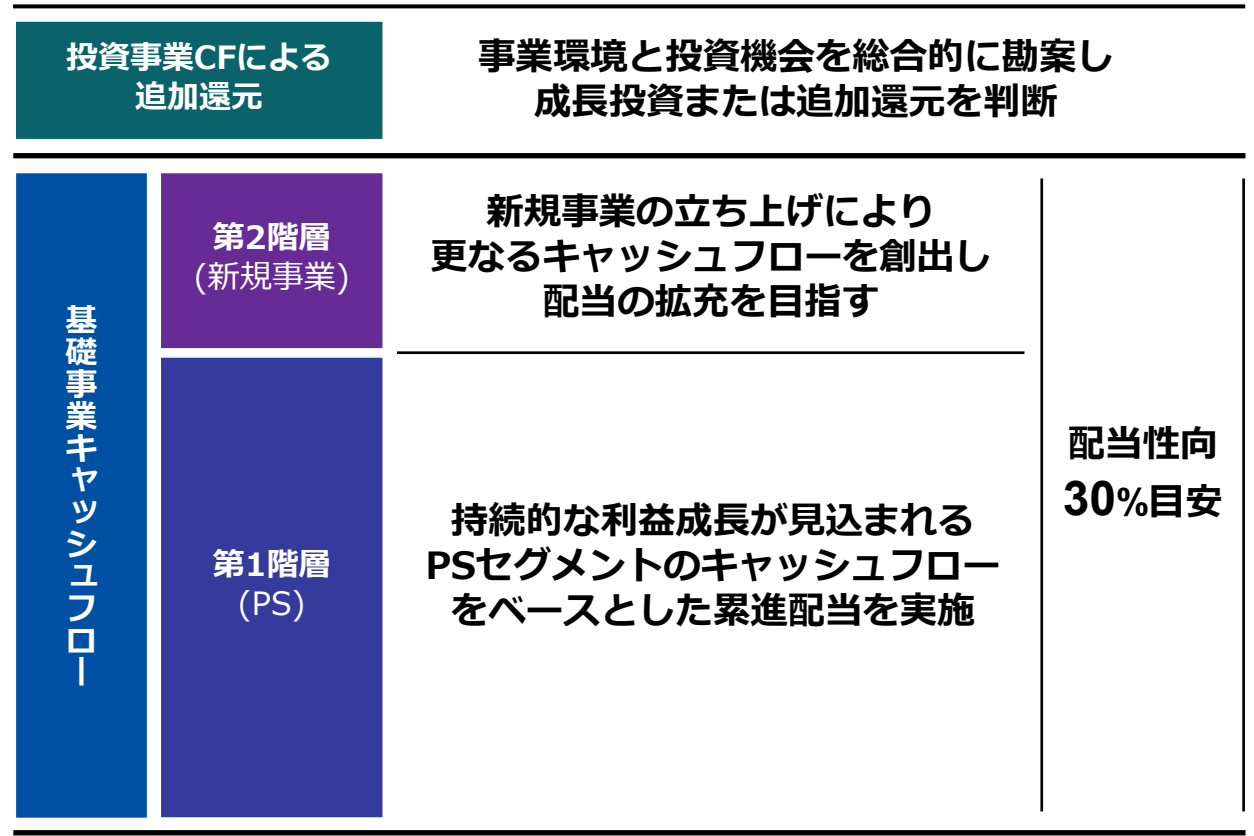 投資事業CFによる
追加還元
事業環境と投資機会を総合的に勘案し
成長投資または追加還元を判断
基礎事業キャッシュフロー
第2階層
(新規事業)
新規事業の立ち上げにより
更なるキャッシュフローを創出し
配当の拡充を目指す
第1階層
(PS)
持続的な利益成長が見込まれる
PSセグメントのキャッシュフロー
をベースとした累進配当を実施
配当性向
30%目安